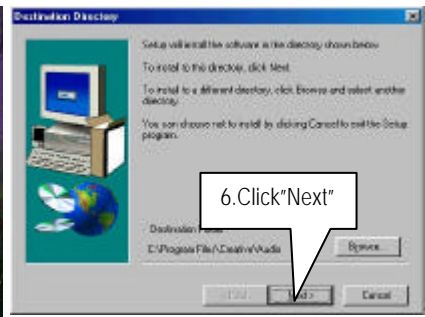 Destination Directory
Setup will install the software in the directory shown below.
To install to this directory, click Next.
To install to a different directory, click Browse and select another
directory.
You can choose not to install by clicking Cancel to exit the Setup
program.
6.Click"Next"
Destination
C:\Program Files\Creative\Audio
Browse...
Next >
Cancel